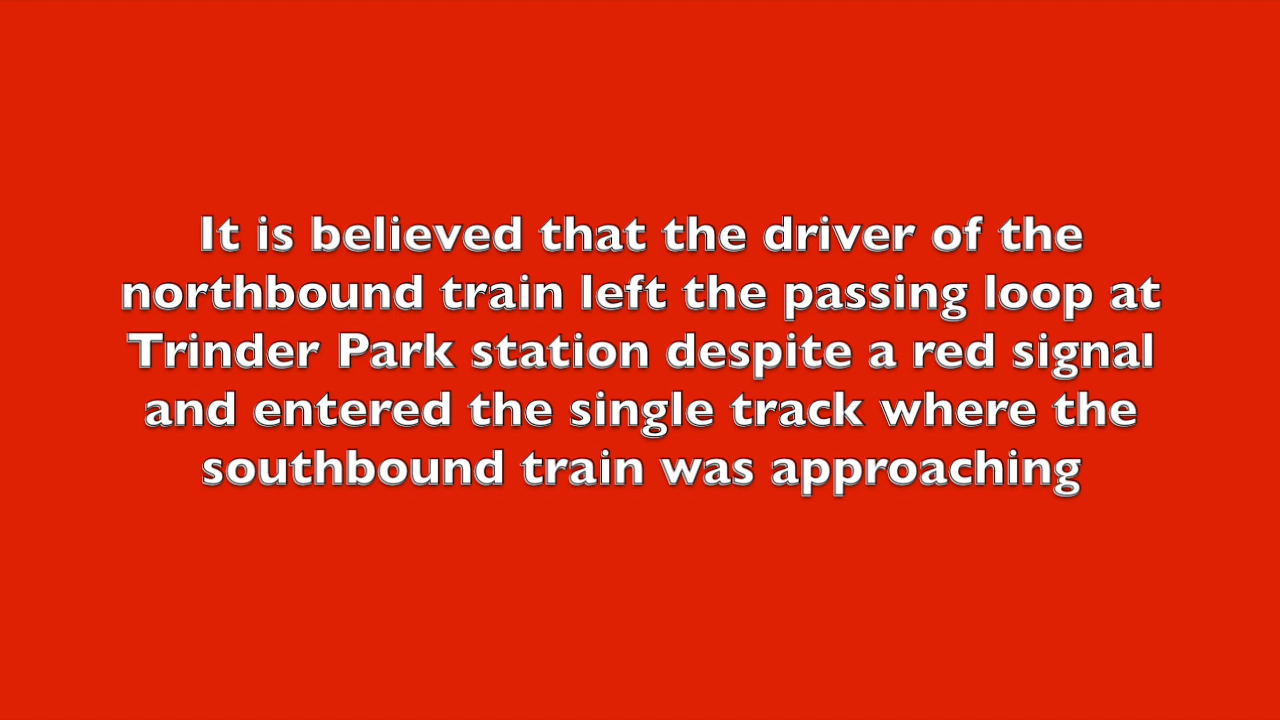 It is believed that the driver of the
northbound train left the passing loop at
Trinder Park station despite a red signal
and entered the single track where the
southbound train was approaching